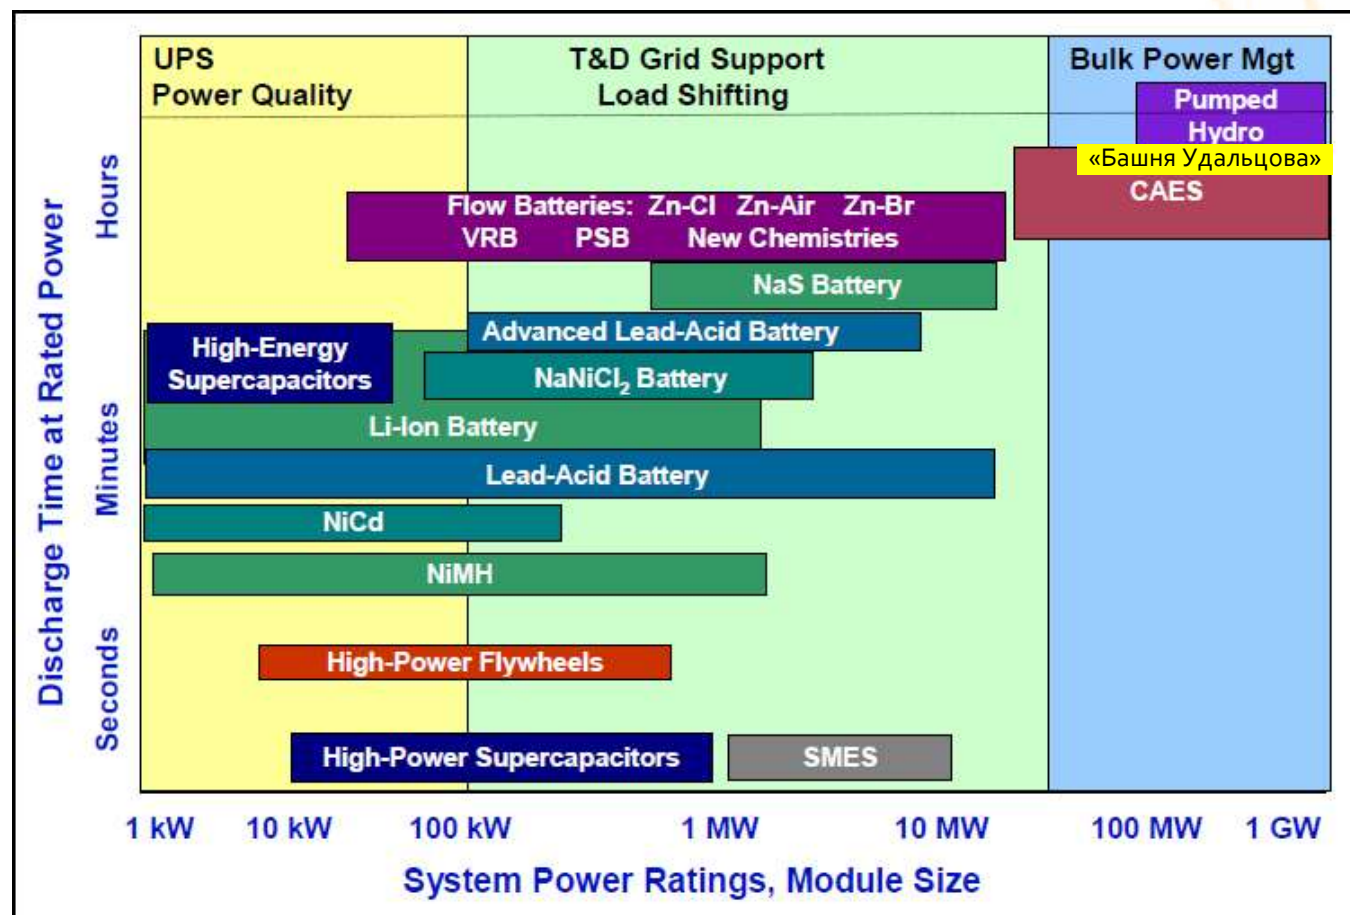 UPS
Power Quality
T&D Grid Support
Load Shifting
Bulk Power Mgt
Pumped
Hydro
«Башня Удальцова»
CAES
Flow Batteries: Zn-Cl Zn-Air Zn-Br
VRB PSB New Chemistries
NaS Battery
Advanced Lead-Acid Battery
High-Energy
Supercapacitors
NaNiCl₂ Battery
Li-Ion Battery
Lead-Acid Battery
NiCd
NiMH
High-Power Flywheels
High-Power Supercapacitors
SMES
Discharge Time at Rated Power
Hours
Minutes
Seconds
1 kW 10 kW 100 kW 1 MW 10 MW 100 MW 1 GW
System Power Ratings, Module Size